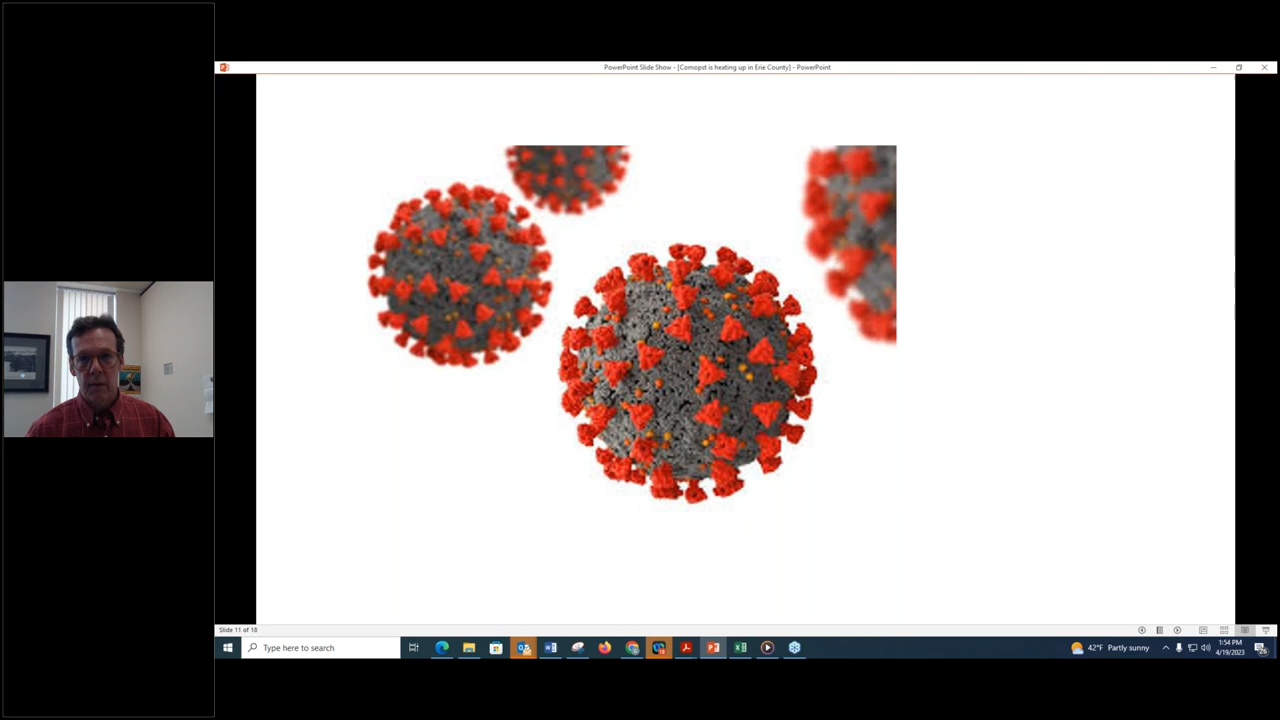 PowerPoint Slide Show - [Comopst is heating up in Erie County] - PowerPoint
Slide 11 of 18
Type here to search
42°F Partly sunny
1:54 PM
4/19/2023